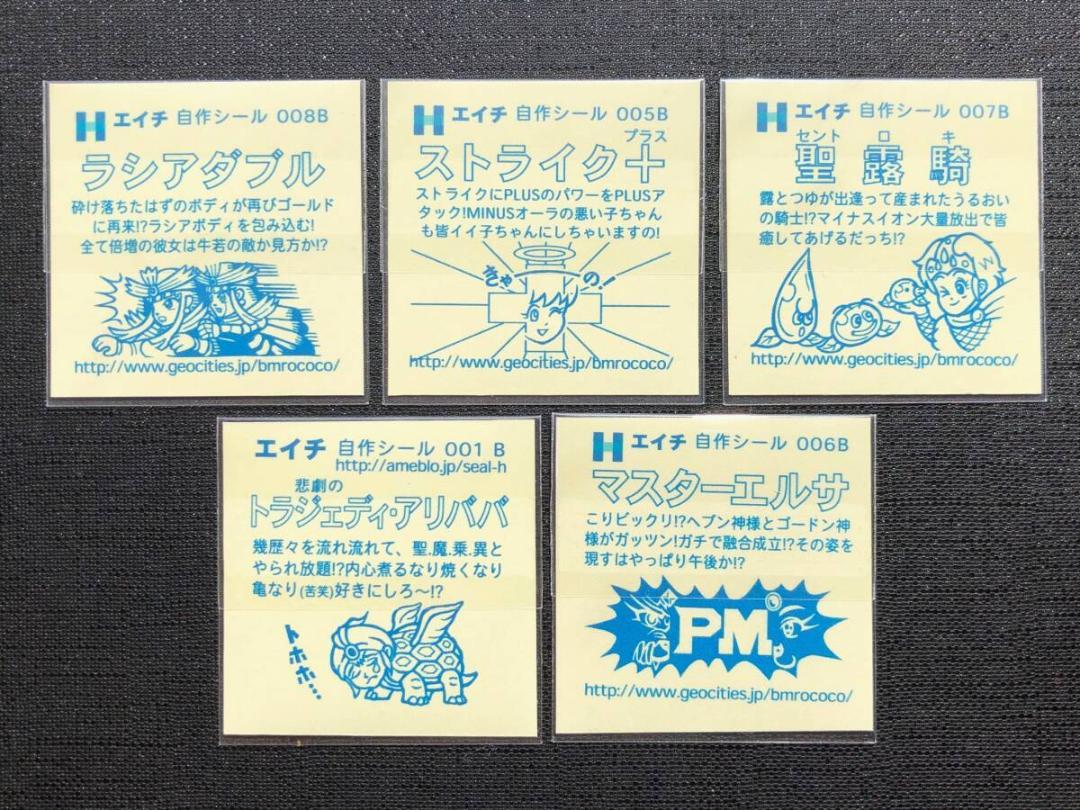 H エイチ 自作シール 008B
ラシアダブル
砕け落ちたはずのボディが再びゴールド
に再来!?ラシアボディを包み込む!
全て倍増の彼女は牛若の敵か見方か!?
http://www.geocities.jp/bmrococo/
H エイチ 自作シール 005B
プラス
ストライク十
ストライクにPLUSのパワーをPLUSア
タック!MINUSオーラの悪い子ちゃん
も皆イイ子ちゃんにしちゃいますの!
きゃの!
http://www.geocities.jp/bmrococo/
H エイチ 自作シール 007B
セント ロ キ
聖露騎
露とつゆが出逢って産まれたうるおい
の騎士!?マイナスイオン大量放出で皆
癒してあげるだっち!?
http://www.geocities.jp/bmrococo/
エイチ 自作シール 001 B
http://ameblo.jp/seal-h
悲劇の
トラジェディ・アリババ
幾歴々を流れ流れて、聖.魔.乗.異と
やられ放題!?内心煮るなり焼くなり
亀なり(苦笑)好きにしろ〜!?
トホホ…
H エイチ 自作シール 006B
マスターエルサ
こりビックリ!?ヘブン神様とゴードン神
様がガッツン!ガチで融合成立!?その姿を
現すはやっぱり午後か!?
PM
http://www.geocities.jp/bmrococo/